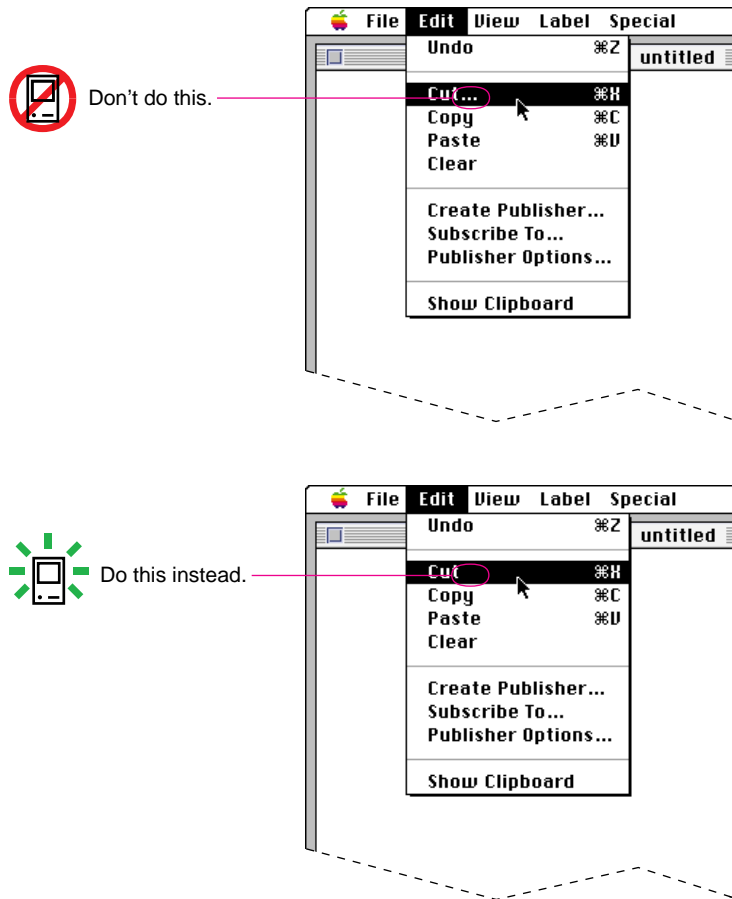 File Edit View Label Special
Undo ⌘Z
untitled
Don't do this.
Cut... ⌘X
Copy ⌘C
Paste ⌘V
Clear
Create Publisher...
Subscribe To...
Publisher Options...
Show Clipboard
File Edit View Label Special
Undo ⌘Z
untitled
Do this instead.
Cut ⌘X
Copy ⌘C
Paste ⌘V
Clear
Create Publisher...
Subscribe To...
Publisher Options...
Show Clipboard